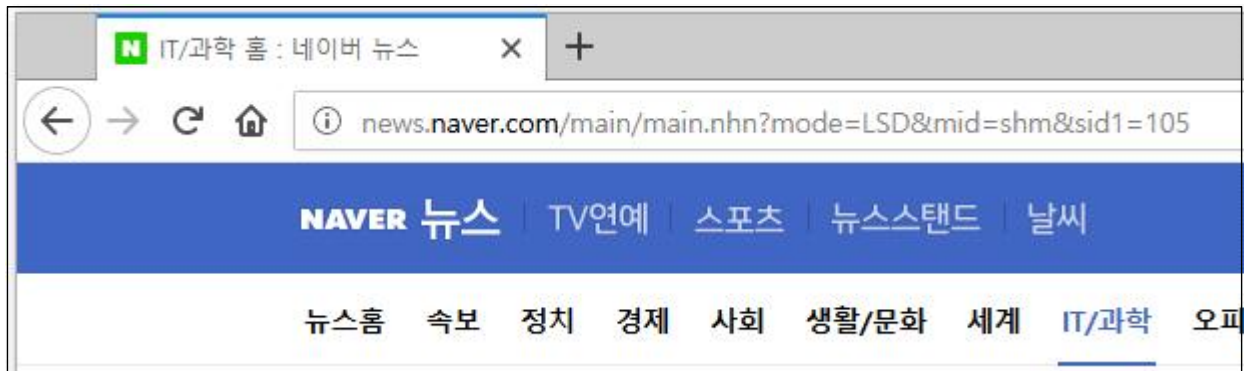 N IT/과학 홈 : 네이버 뉴스
news.naver.com/main/main.nhn?mode=LSD&mid=shm&sid1=105
NAVER 뉴스 TV연예 스포츠 뉴스스탠드 날씨
뉴스홈 속보 정치 경제 사회 생활/문화 세계 IT/과학 오피